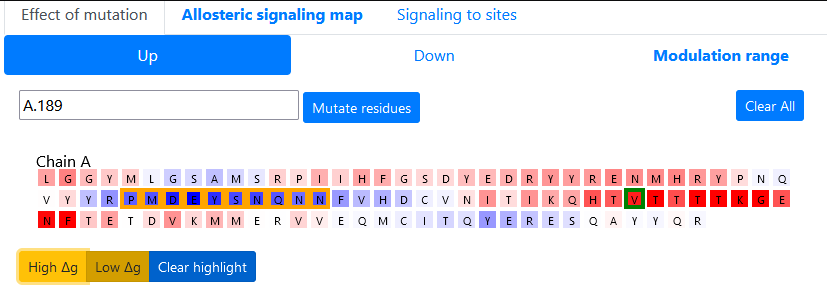 Effect of mutation Allosteric signaling map Signaling to sites
Up Down Modulation range
A.189 Mutate residues Clear All
Chain A
L G G Y M L G S A M S R P I I H F G S D Y E D R Y Y R E N M H R Y P N Q
V Y Y R P M D E Y S N Q N N F V H D C V N I T I K Q H T V T T T T K G E
N F T E T D V K M M E R V V E Q M C I T Q Y E R E S Q A Y Y Q R
High Δg Low Δg Clear highlight